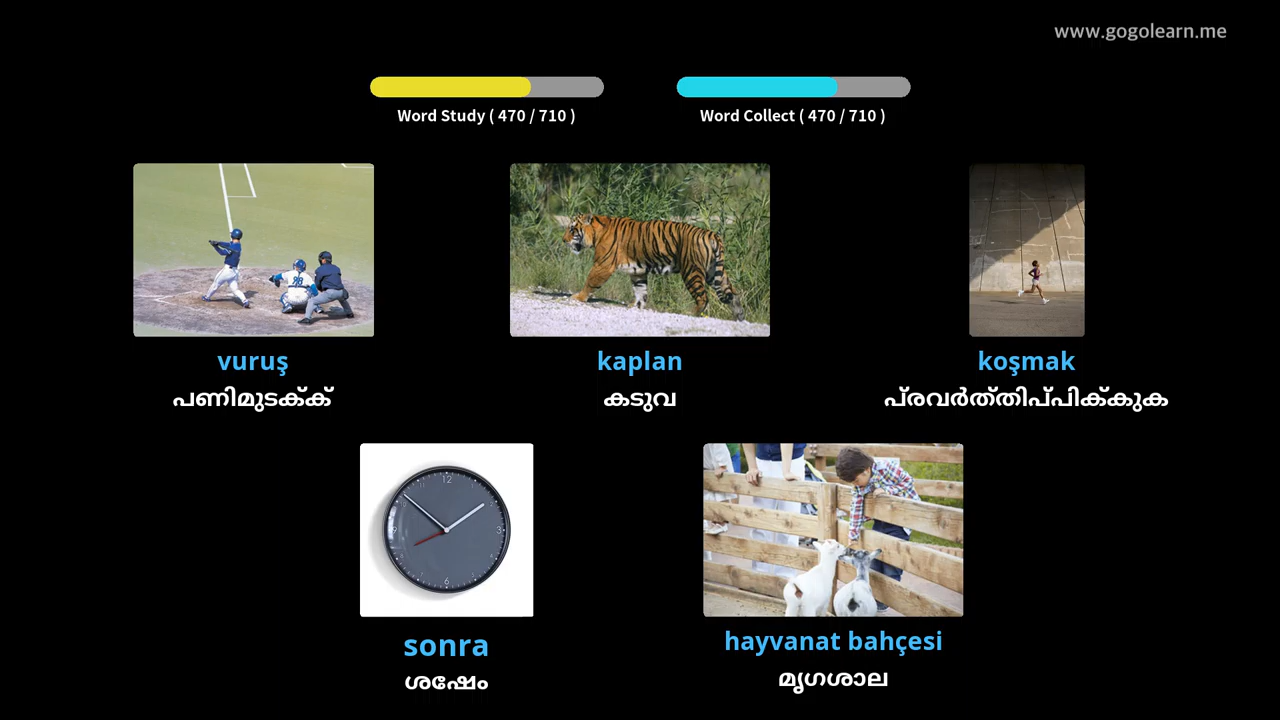 www.gogolearn.me
Word Study ( 470 / 710 )
Word Collect ( 470 / 710 )
vuruş
പണിമുടക്ക്
kaplan
കടുവ
koşmak
പ്രവർത്തിപ്പിക്കുക
sonra
ശേഷം
hayvanat bahçesi
മൃഗശാല